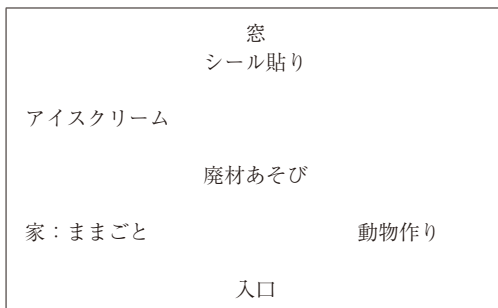 窓
シール貼り
アイスクリーム
廃材あそび
家：ままごと　動物作り
入口